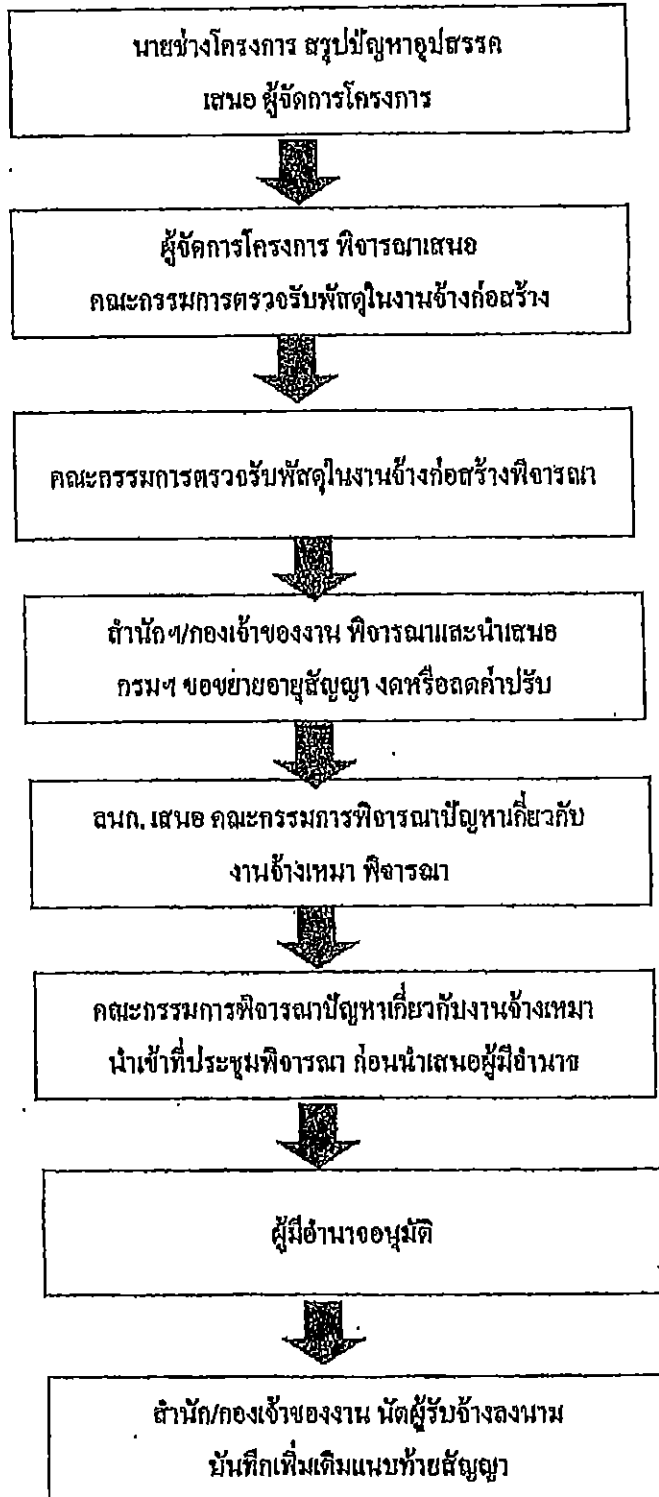 นายช่างโครงการ สรุปปัญหาอุปสรรค
เสนอ ผู้จัดการโครงการ
ผู้จัดการโครงการ พิจารณาเสนอ
คณะกรรมการตรวจรับพัสดุในงานจ้างก่อสร้าง
คณะกรรมการตรวจรับพัสดุในงานจ้างก่อสร้างพิจารณา
สำนักฯ/กองเจ้าของงาน พิจารณาและนำเสนอ
กรมฯ ขอขยายอายุสัญญา งดหรือลดค่าปรับ
ลนก. เสนอ คณะกรรมการพิจารณาปัญหาเกี่ยวกับ
งานจ้างเหมา พิจารณา
คณะกรรมการพิจารณาปัญหาเกี่ยวกับงานจ้างเหมา
นำเข้าที่ประชุมพิจารณา ก่อนนำเสนอผู้มีอำนาจ
ผู้มีอำนาจอนุมัติ
สำนัก/กองเจ้าของงาน นัดผู้รับจ้างลงนาม
บันทึกเพิ่มเติมแนบท้ายสัญญา